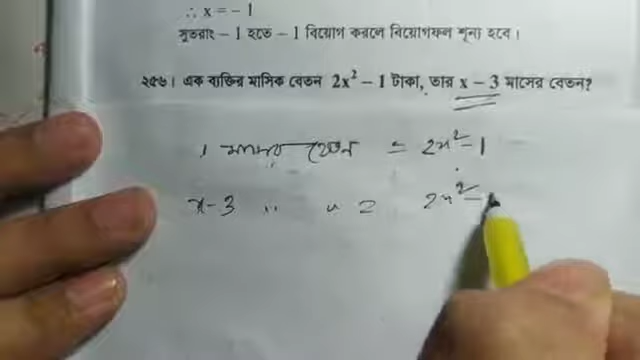 ∴ x = – 1
সুতরাং – 1 হতে – 1 বিয়োগ করলে বিয়োগফল শূন্য হবে।
২৫৬। এক ব্যক্তির মাসিক বেতন 2x² – 1 টাকা, তার x – 3 মাসের বেতন?
১ মাসের বেতন = 2x² – 1
x – 3 " " = 2x² –